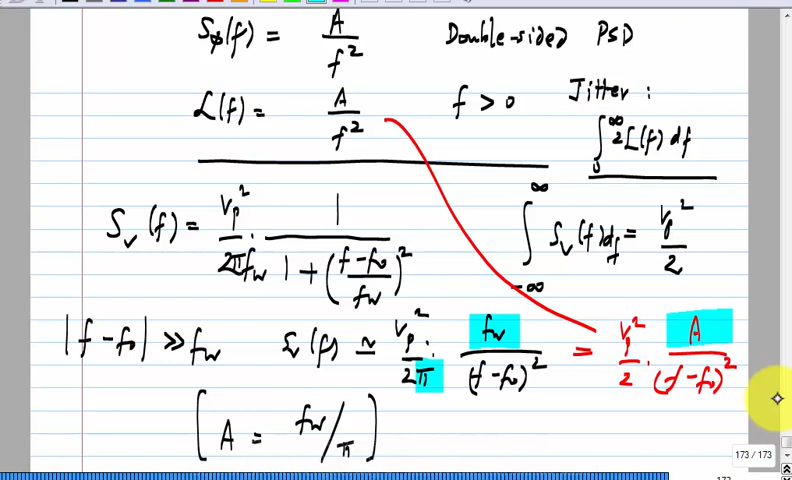 Sφ(f) = A/f² Double-sided PSD
L(f) = A/f² f > 0 Jitter : ∫₀^∞ 2L(f) df
Sv(f) = Vp²/2πfw · 1/(1 + ((f-f₀)/fw)²) ∫_{-∞}^{∞} Sv(f)df = Vp²/2
|f-f₀| ≫ fw Sv(f) ≃ Vp²/2π · fw/(f-f₀)² = Vp²/2 · A/(f-f₀)²
[A = fw/π]
173 / 173